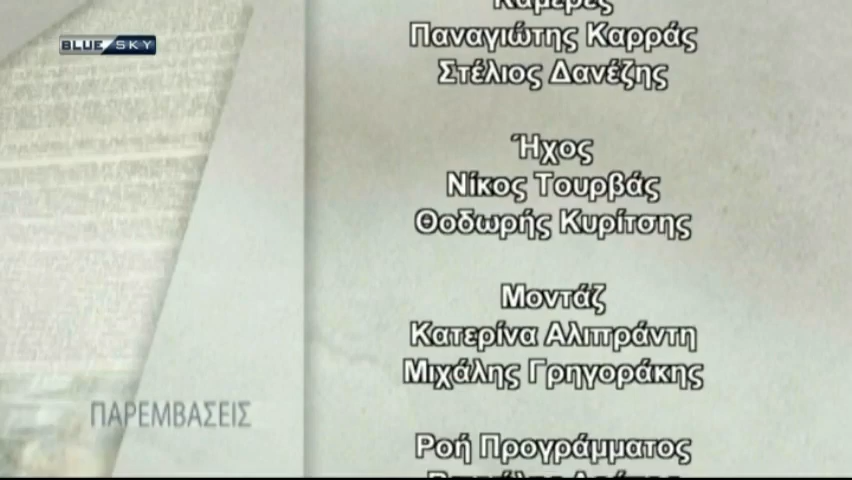 BLUE SKY
Κάμερες
Παναγιώτης Καρράς
Στέλιος Δανέζης
Ήχος
Νίκος Τουρβάς
Θοδωρής Κυρίτσης
Μοντάζ
Κατερίνα Αλιπράντη
Μιχάλης Γρηγοράκης
ΠΑΡΕΜΒΑΣΕΙΣ
Ροή Προγράμματος